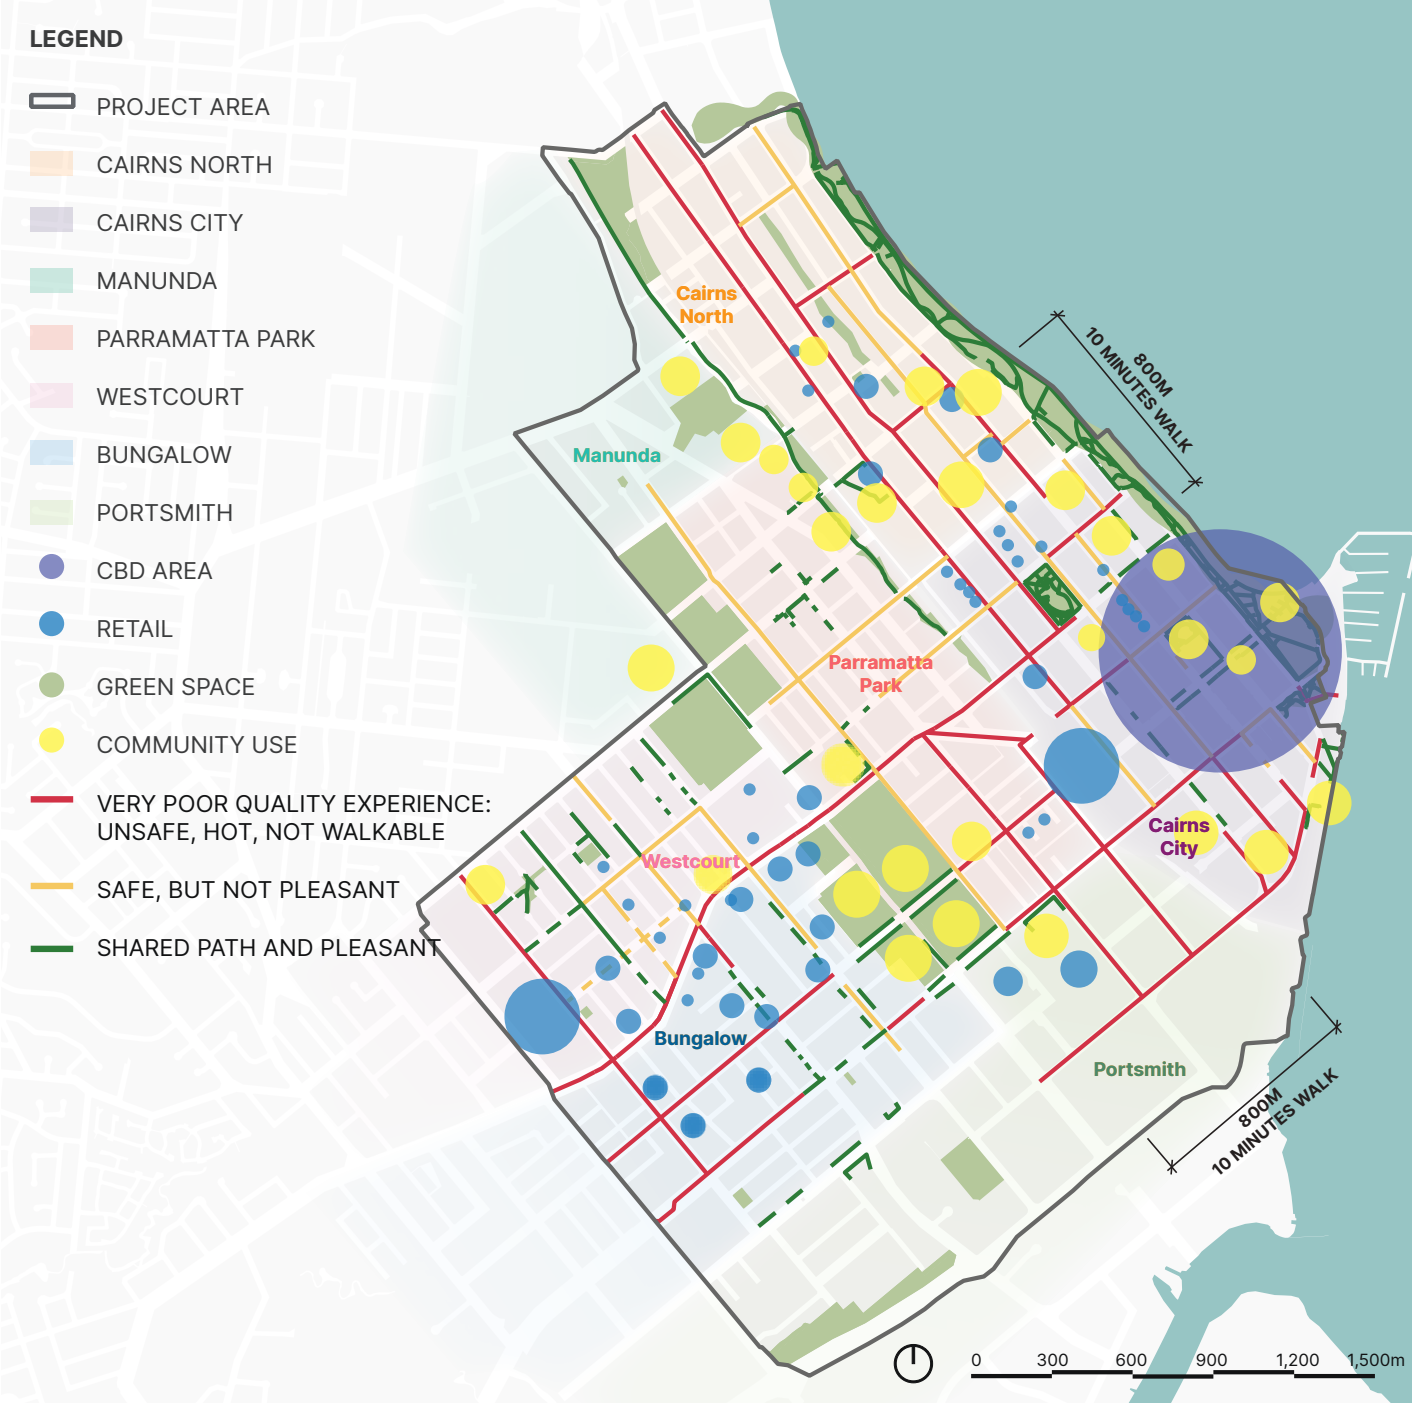 LEGEND
PROJECT AREA
CAIRNS NORTH
CAIRNS CITY
MANUNDA
PARRAMATTA PARK
WESTCOURT
BUNGALOW
PORTSMITH
CBD AREA
RETAIL
GREEN SPACE
COMMUNITY USE
VERY POOR QUALITY EXPERIENCE:
UNSAFE, HOT, NOT WALKABLE
SAFE, BUT NOT PLEASANT
SHARED PATH AND PLEASANT
Cairns
North
800M
10 MINUTES WALK
Manunda
Parramatta
Park
Westcourt
Cairns
City
Bungalow
Portsmith
800M
10 MINUTES WALK
0 300 600 900 1,200 1,500m